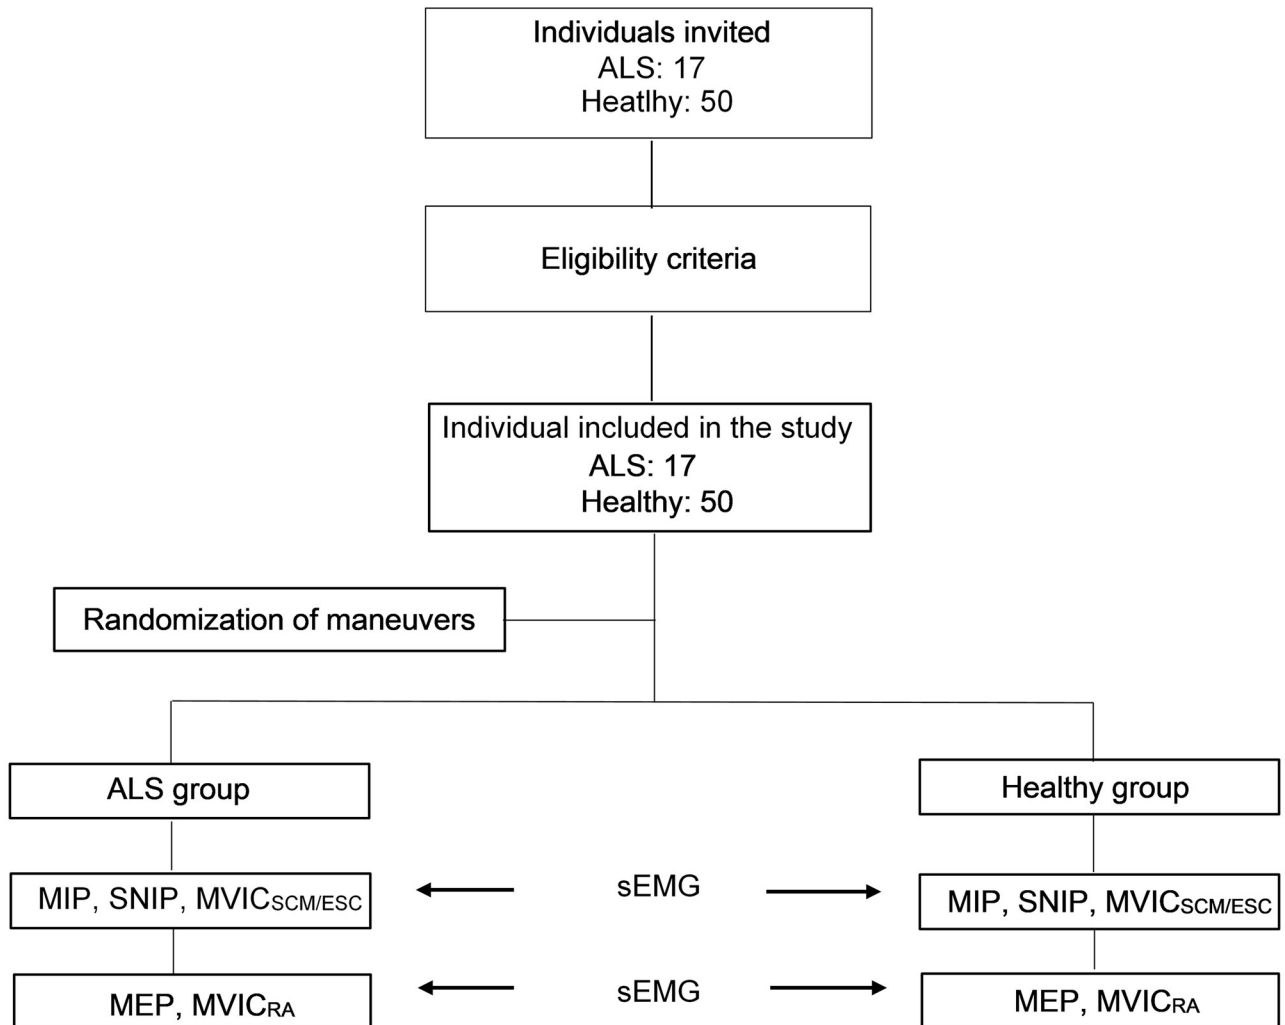 Individuals invited
ALS: 17
Heatlhy: 50
Eligibility criteria
Individual included in the study
ALS: 17
Healthy: 50
Randomization of maneuvers
ALS group
Healthy group
MIP, SNIP, MVICSCM/ESC
sEMG
MIP, SNIP, MVICSCM/ESC
MEP, MVICRA
sEMG
MEP, MVICRA